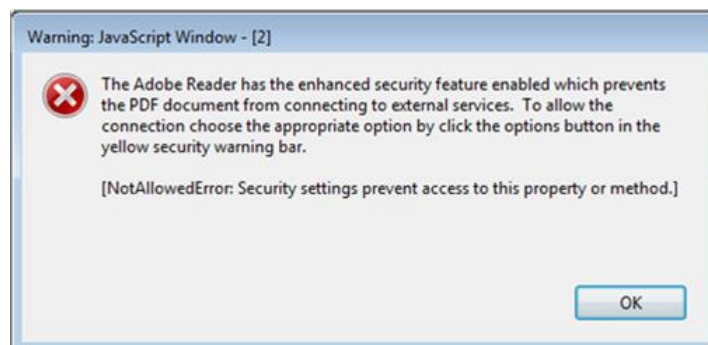 Warning: JavaScript Window - [2]
The Adobe Reader has the enhanced security feature enabled which prevents
the PDF document from connecting to external services.  To allow the
connection choose the appropriate option by click the options button in the
yellow security warning bar.
[NotAllowedError: Security settings prevent access to this property or method.]
OK